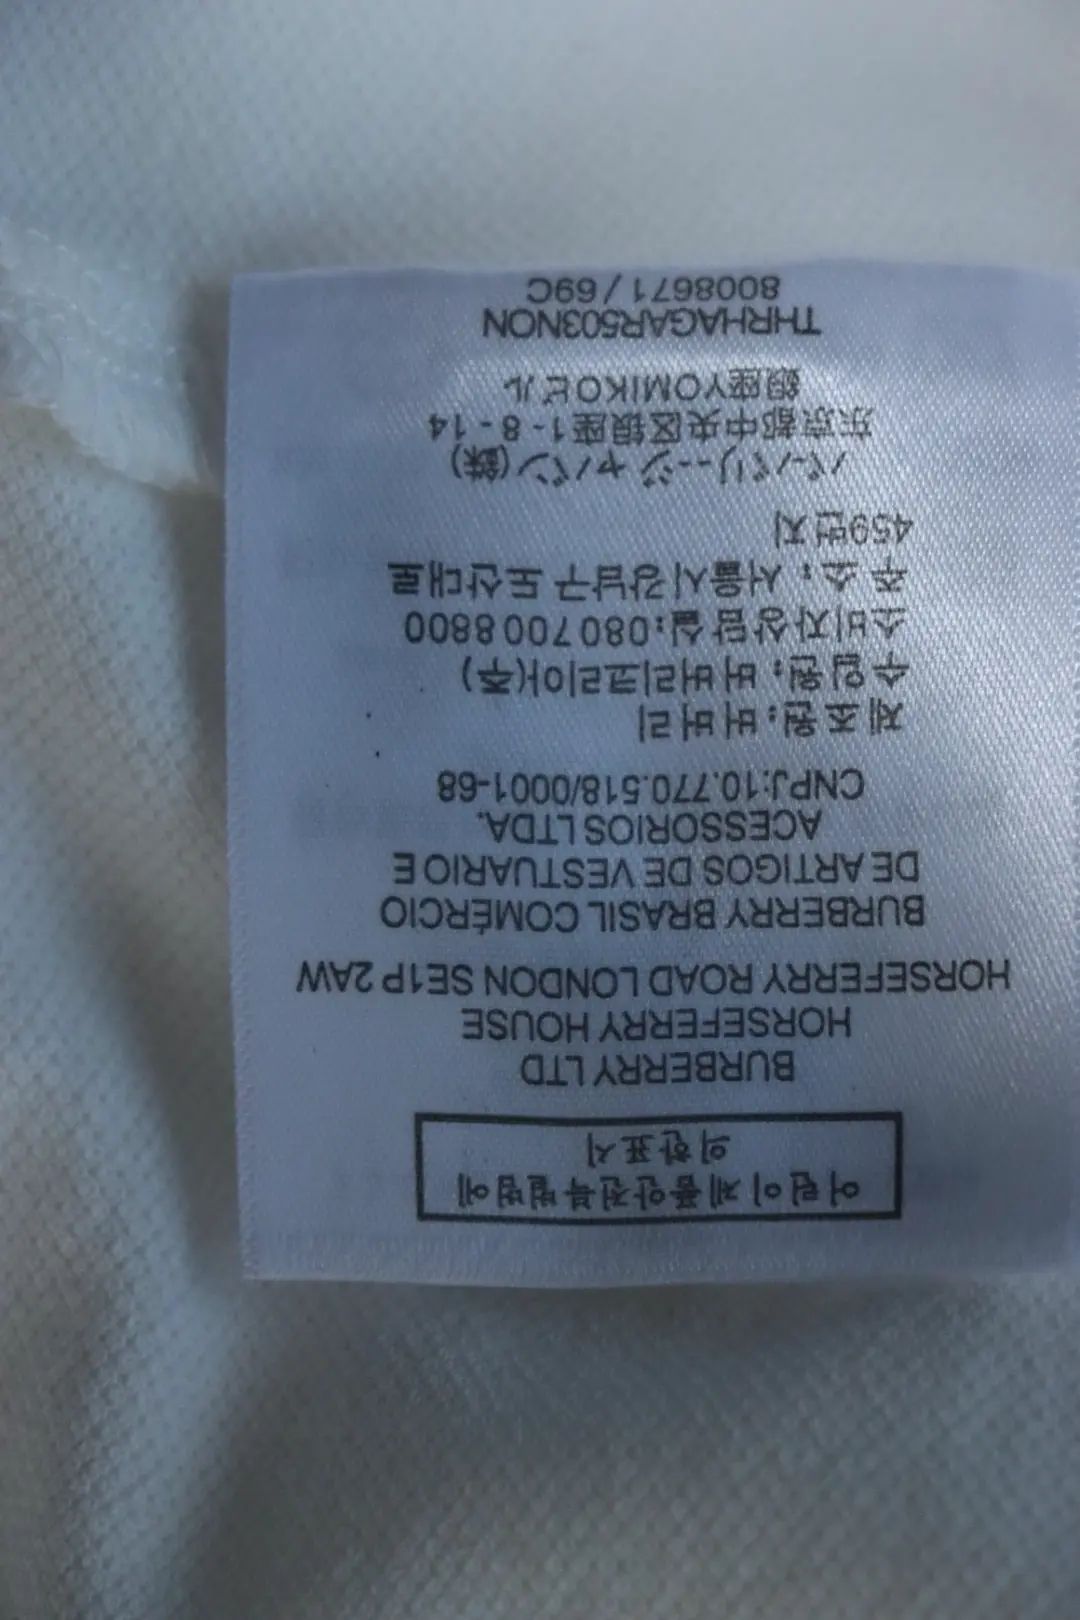 어린이제품안전특별법에
의한표시
BURBERRY LTD
HORSEFERRY HOUSE
HORSEFERRY ROAD LONDON SE1P 2AW
BURBERRY BRASIL COMÉRCIO
DE ARTIGOS DE VESTUARIO E
ACESSORIOS LTDA.
CNPJ:10.770.518/0001-68
제조원:버버리
수입원:버버리코리아(주)
소비자상담실:080 700 8800
주소:서울시강남구 도산대로
459번지
バーバリー・ジャパン(株)
东京都中央区银座1-8-14
銀座YOMIKOビル
THRHAGAR503NON
8008671 / 69C